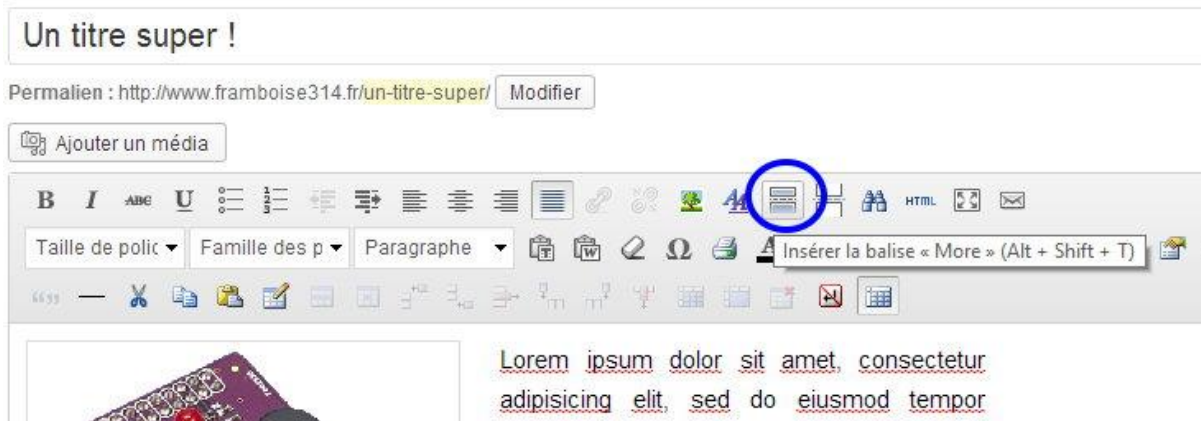 Un titre super !
Permalien : http://www.framboise314.fr/un-titre-super/ Modifier
Ajouter un média
B I ABC U HTML
Taille de polic Famille des p Paragraphe Ω A Insérer la balise « More » (Alt + Shift + T)
Lorem ipsum dolor sit amet, consectetur
adipisicing elit, sed do eiusmod tempor